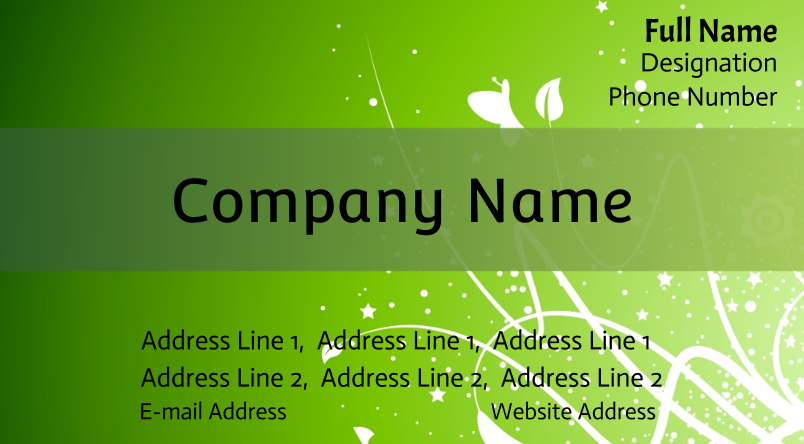 Full Name
Designation
Phone Number
Company Name
Address Line 1,  Address Line 1,  Address Line 1
Address Line 2,  Address Line 2,  Address Line 2
E-mail Address
Website Address